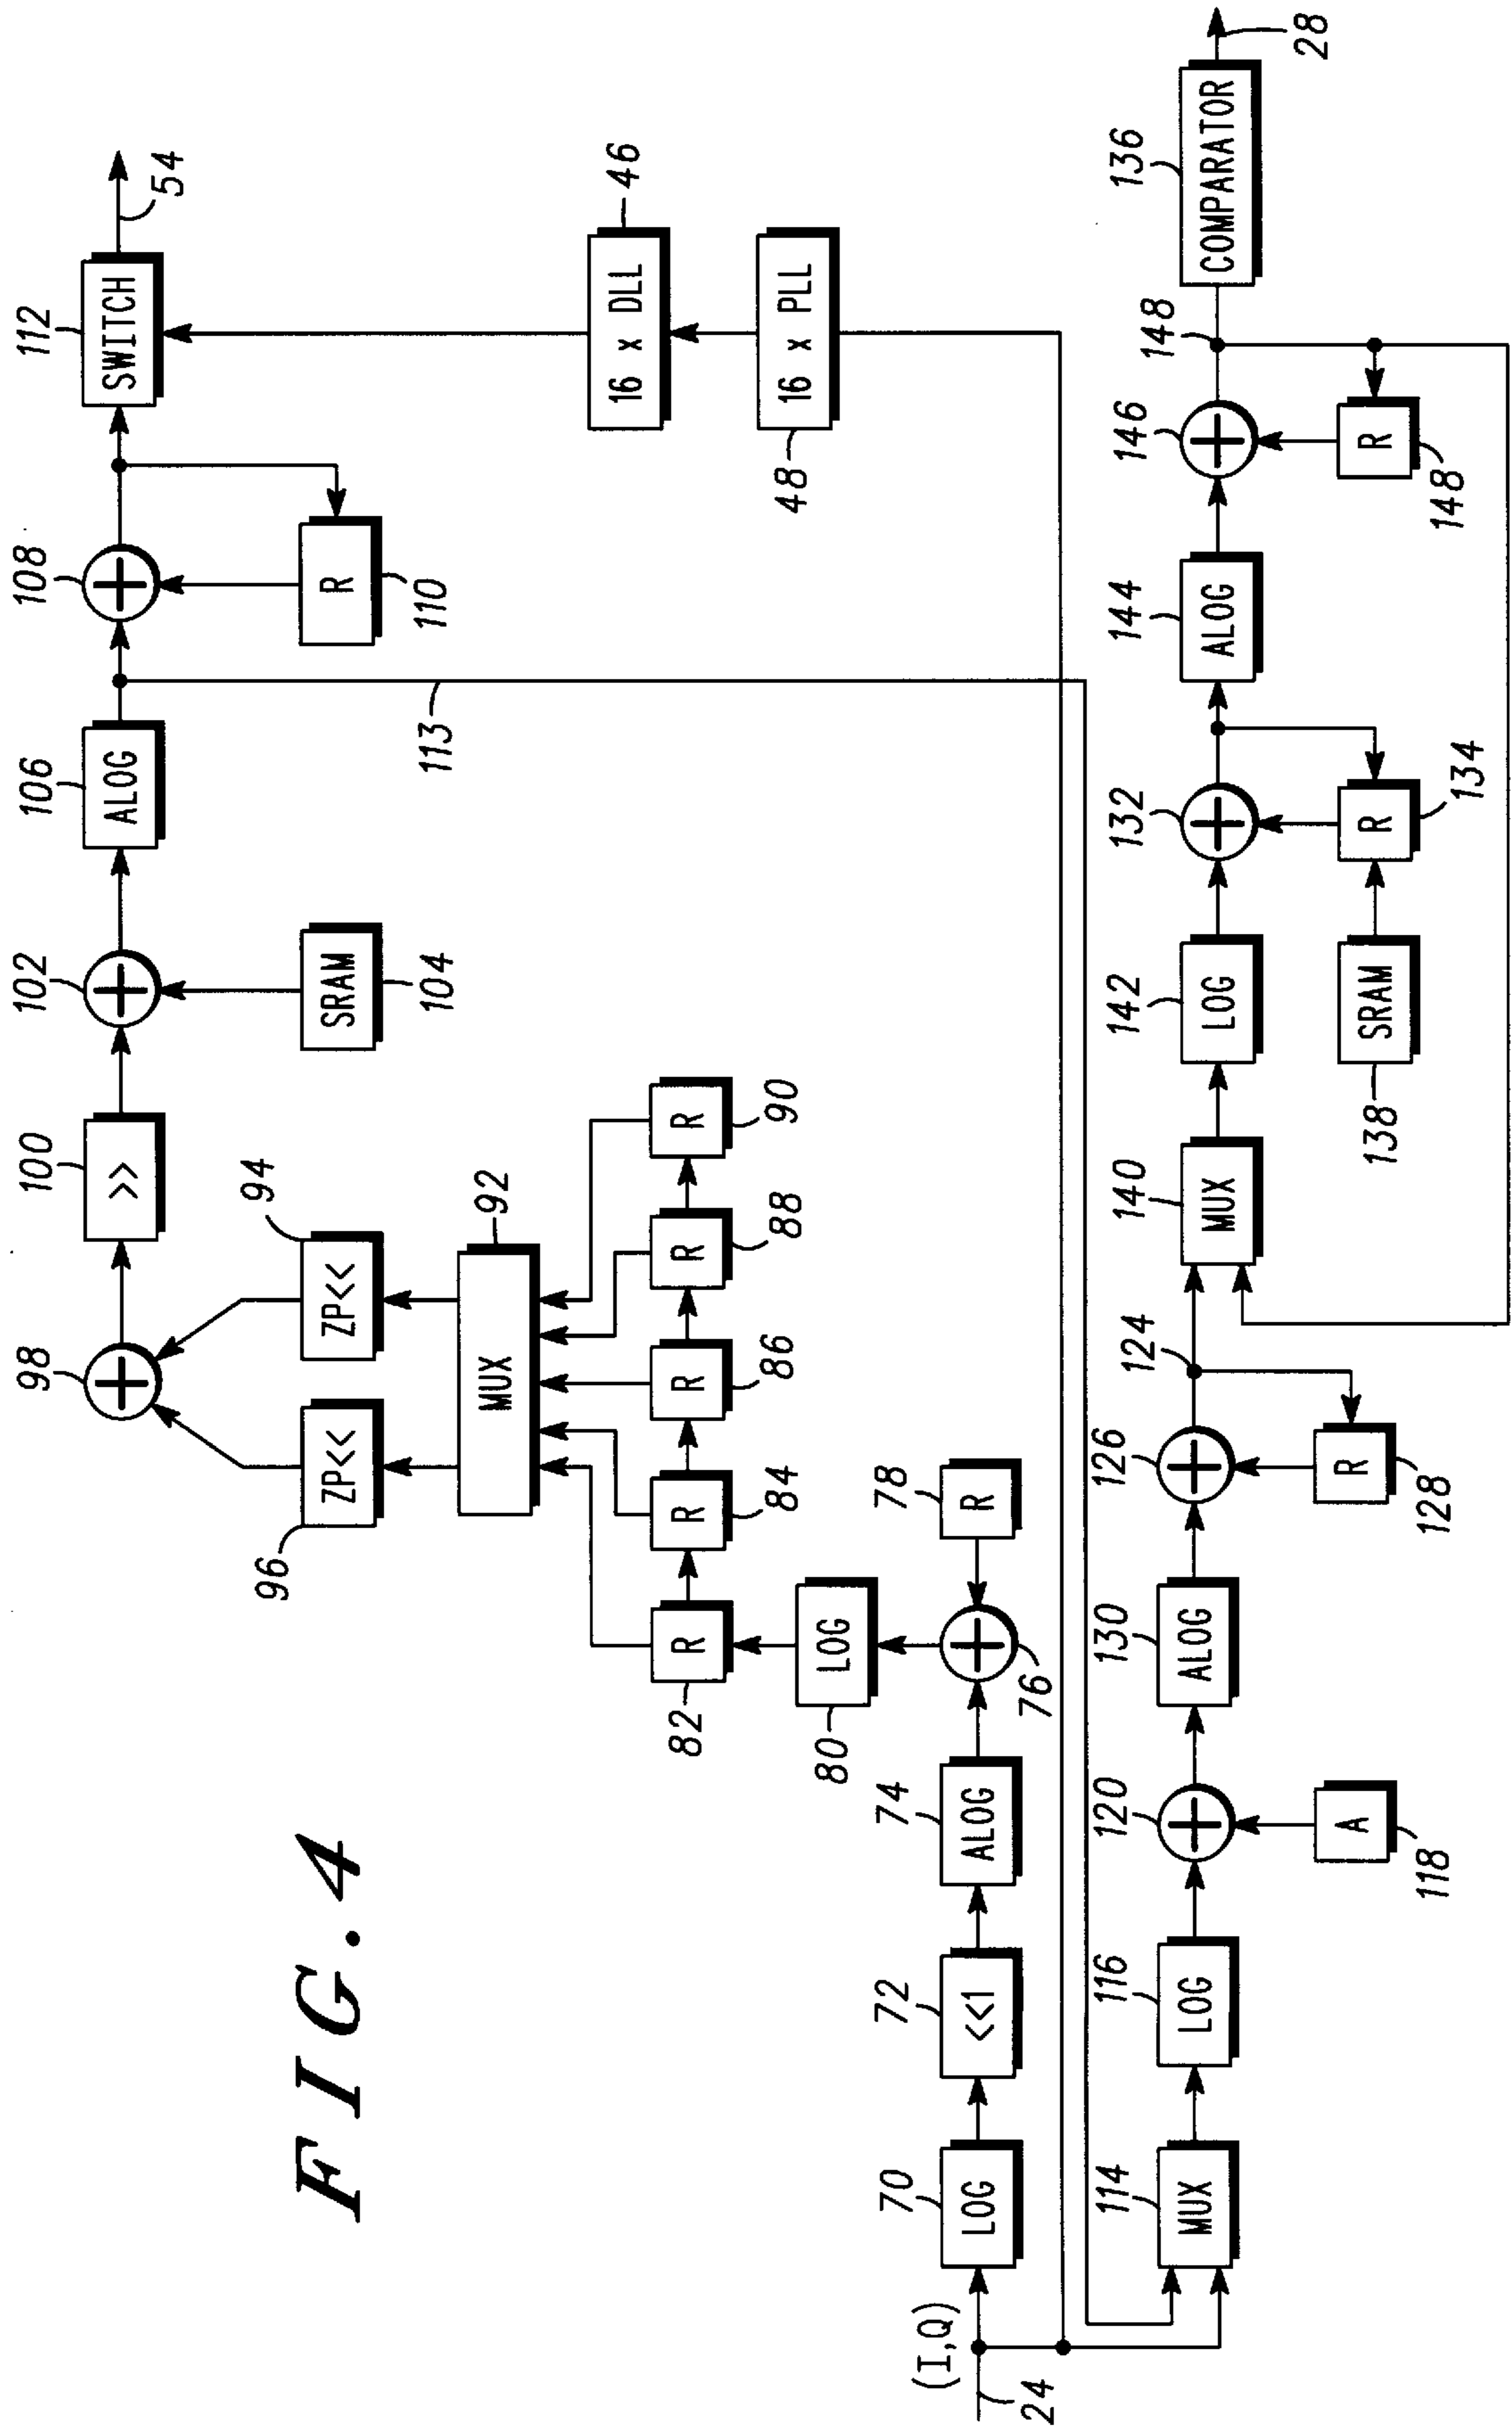 FIG.4
112
SWITCH
54
108
R
110
106
ALOG
113
102
SRAM
104
100
>>
98
94
ZP<<
96
ZP<<
92
MUX
R
90
R
88
R
86
R
84
R
82
LOG
80
78
R
76
74
ALOG
72
<<1
70
LOG
(I,Q)
24
46
16 x DLL
16 x PLL
48
114
MUX
116
LOG
120
A
118
130
ALOG
126
R
128
124
140
MUX
142
LOG
SRAM
138
132
R
134
144
ALOG
146
R
148
148
136
COMPARATOR
28